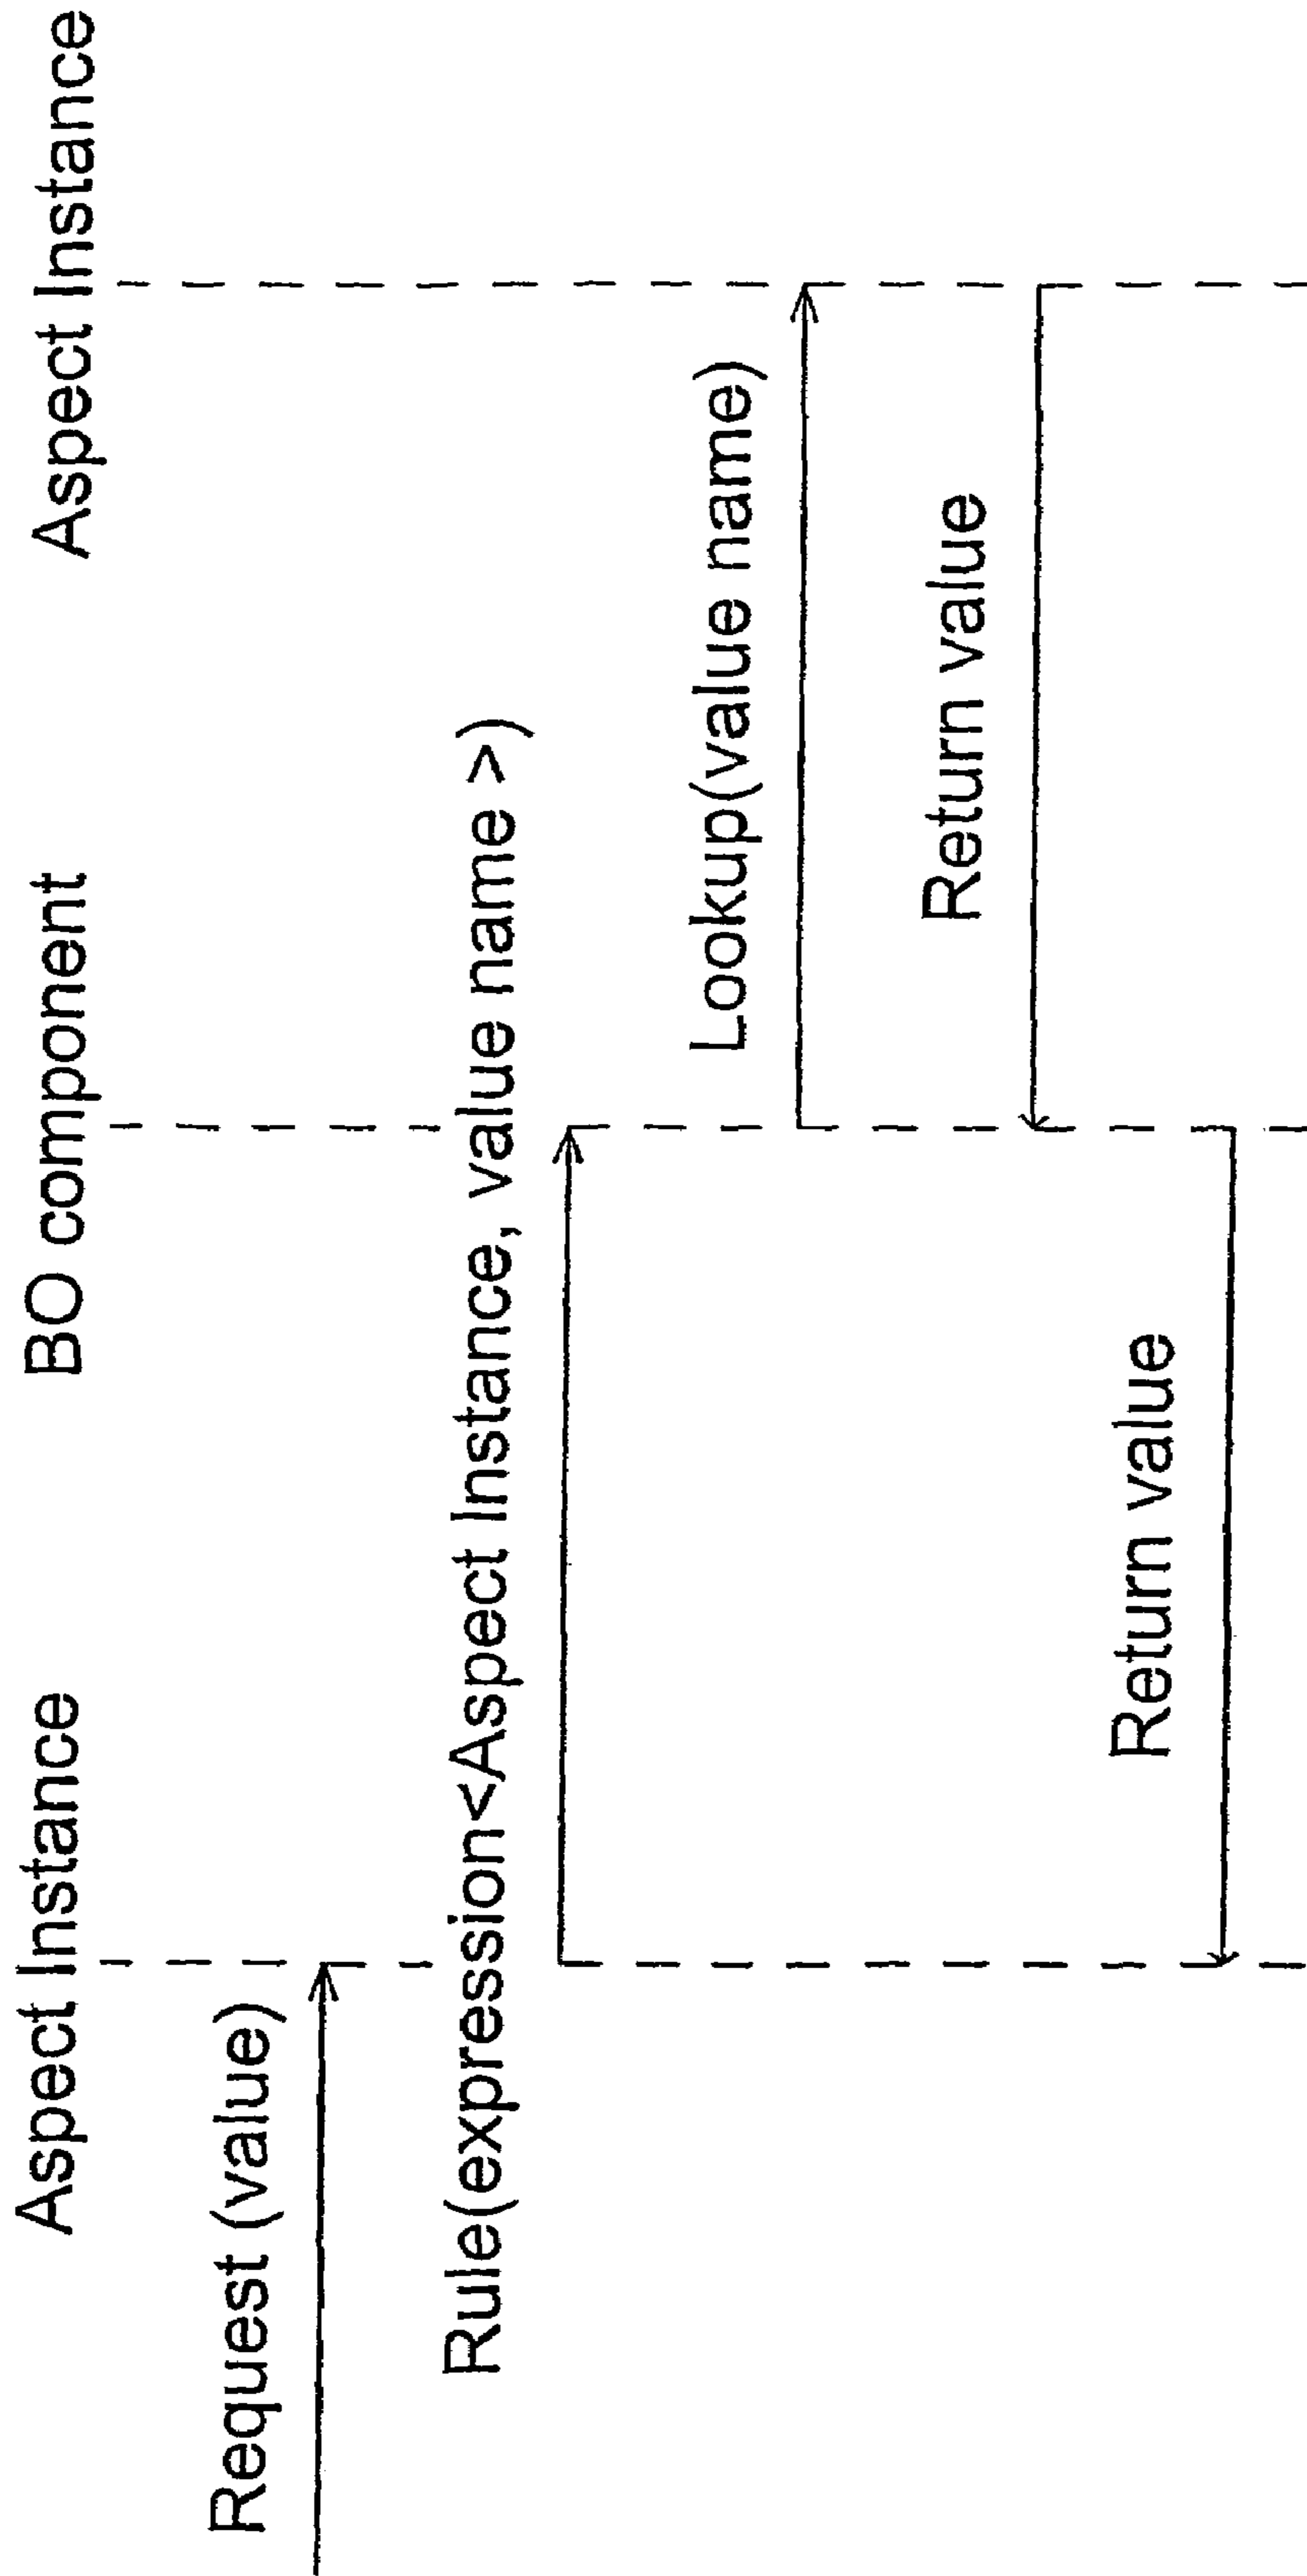 Aspect Instance
BO component
Aspect Instance
Request (value)
Rule(expression<Aspect Instance, value name >)
Lookup(value name)
Return value
Return value